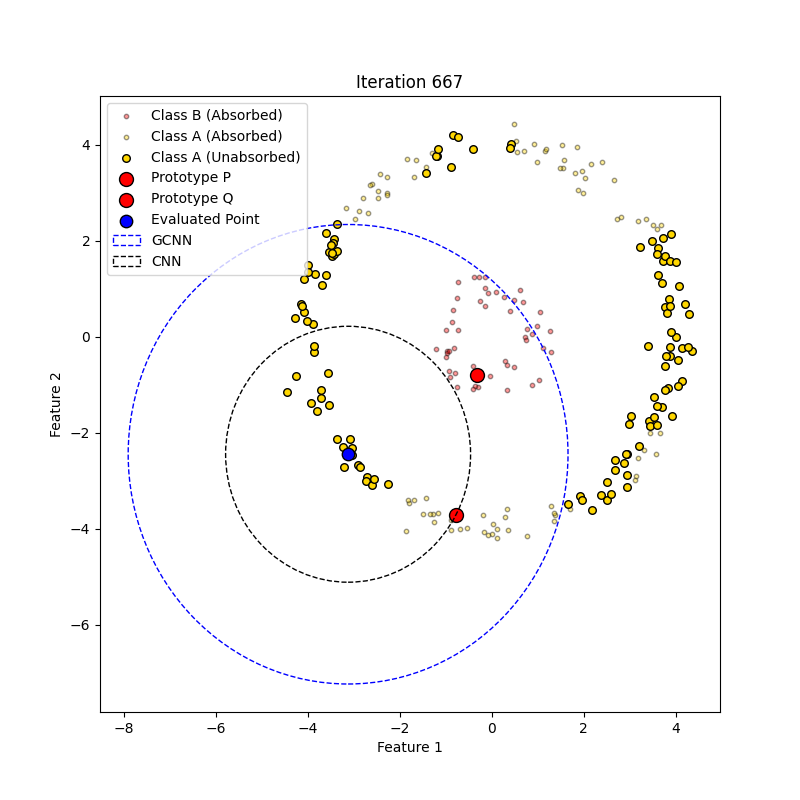 Iteration 667
Class B (Absorbed)
Class A (Absorbed)
Class A (Unabsorbed)
Prototype P
Prototype Q
Evaluated Point
GCNN
CNN
4
2
0
−2
−4
−6
Feature 2
−8
−6
−4
−2
0
2
4
Feature 1